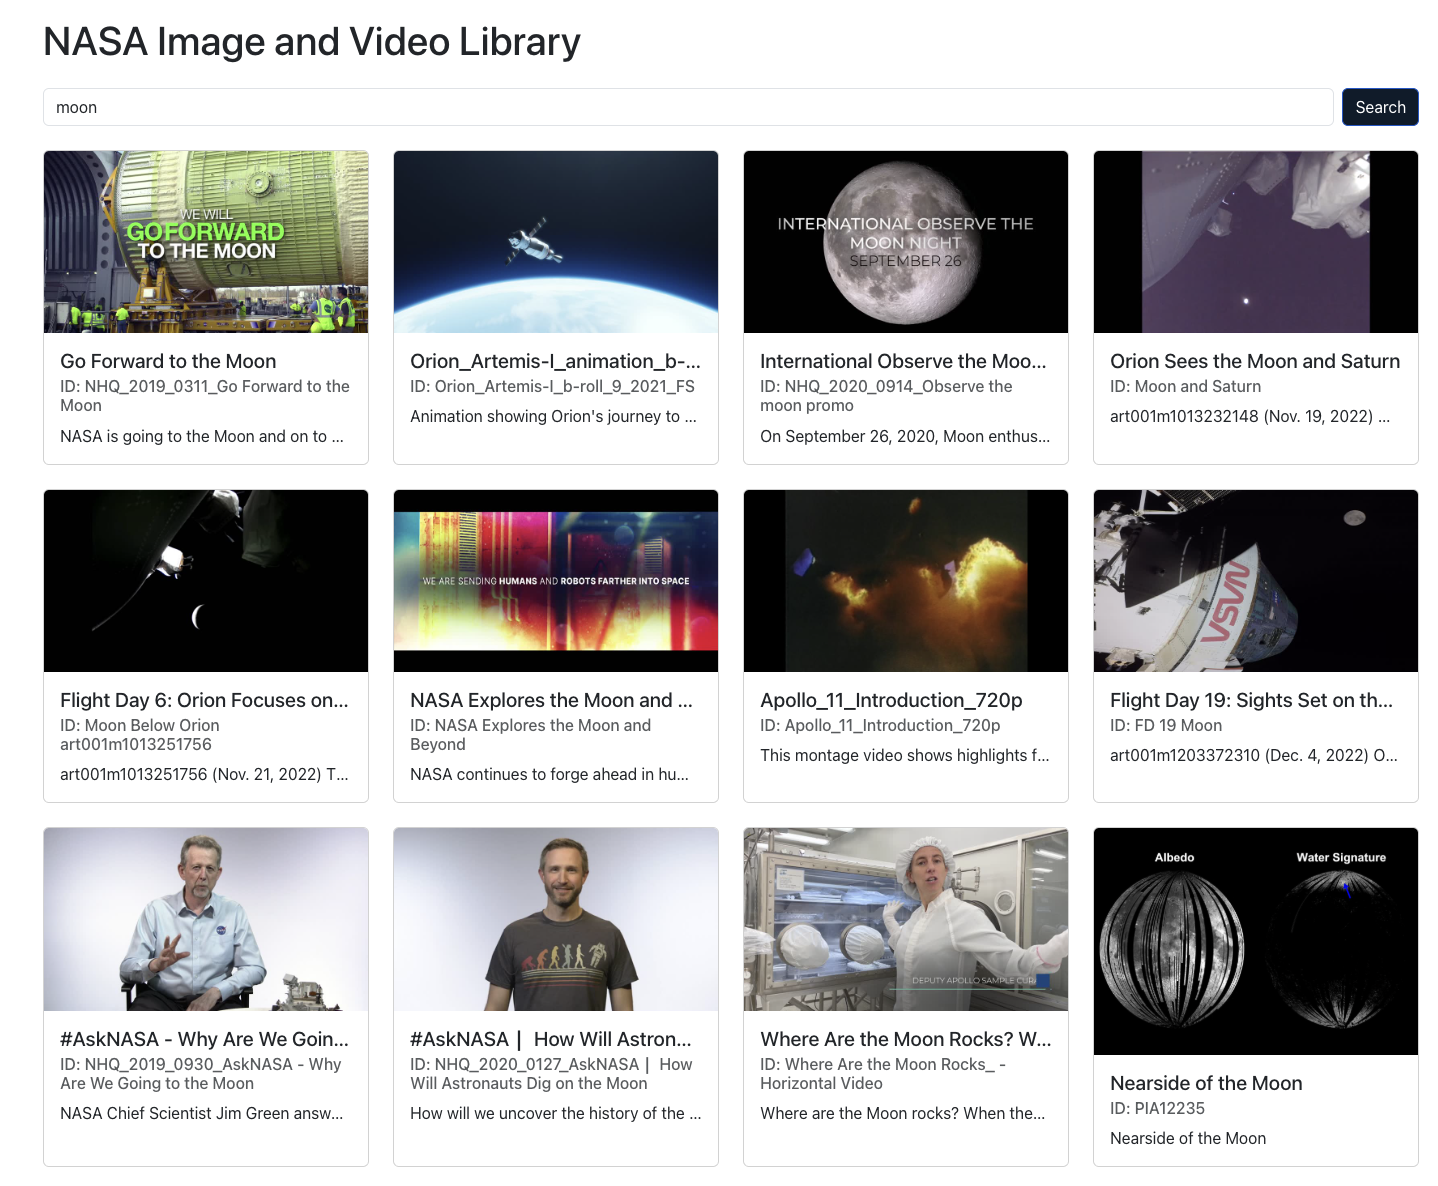 NASA Image and Video Library
moon
Search
WE WILL
GO FORWARD
TO THE MOON
Go Forward to the Moon
ID: NHQ_2019_0311_Go Forward to the
Moon
NASA is going to the Moon and on to ...
Orion_Artemis-I_animation_b-...
ID: Orion_Artemis-I_b-roll_9_2021_FS
Animation showing Orion's journey to ...
INTERNATIONAL OBSERVE THE
MOON NIGHT
SEPTEMBER 26
International Observe the Moo...
ID: NHQ_2020_0914_Observe the
moon promo
On September 26, 2020, Moon enthus...
Orion Sees the Moon and Saturn
ID: Moon and Saturn
art001m1013232148 (Nov. 19, 2022) ...
Flight Day 6: Orion Focuses on...
ID: Moon Below Orion
art001m1013251756
art001m1013251756 (Nov. 21, 2022) T...
WE ARE SENDING HUMANS AND ROBOTS FARTHER INTO SPACE
NASA Explores the Moon and ...
ID: NASA Explores the Moon and
Beyond
NASA continues to forge ahead in hu...
Apollo_11_Introduction_720p
ID: Apollo_11_Introduction_720p
This montage video shows highlights f...
NASA
Flight Day 19: Sights Set on th...
ID: FD 19 Moon
art001m1203372310 (Dec. 4, 2022) O...
#AskNASA - Why Are We Goin...
ID: NHQ_2019_0930_AskNASA - Why
Are We Going to the Moon
NASA Chief Scientist Jim Green answ...
#AskNASA┃ How Will Astron...
ID: NHQ_2020_0127_AskNASA┃ How
Will Astronauts Dig on the Moon
How will we uncover the history of the ...
DEPUTY APOLLO SAMPLE CUR
Where Are the Moon Rocks? W...
ID: Where Are the Moon Rocks_ -
Horizontal Video
Where are the Moon rocks? When the...
Albedo
Water Signature
Nearside of the Moon
ID: PIA12235
Nearside of the Moon